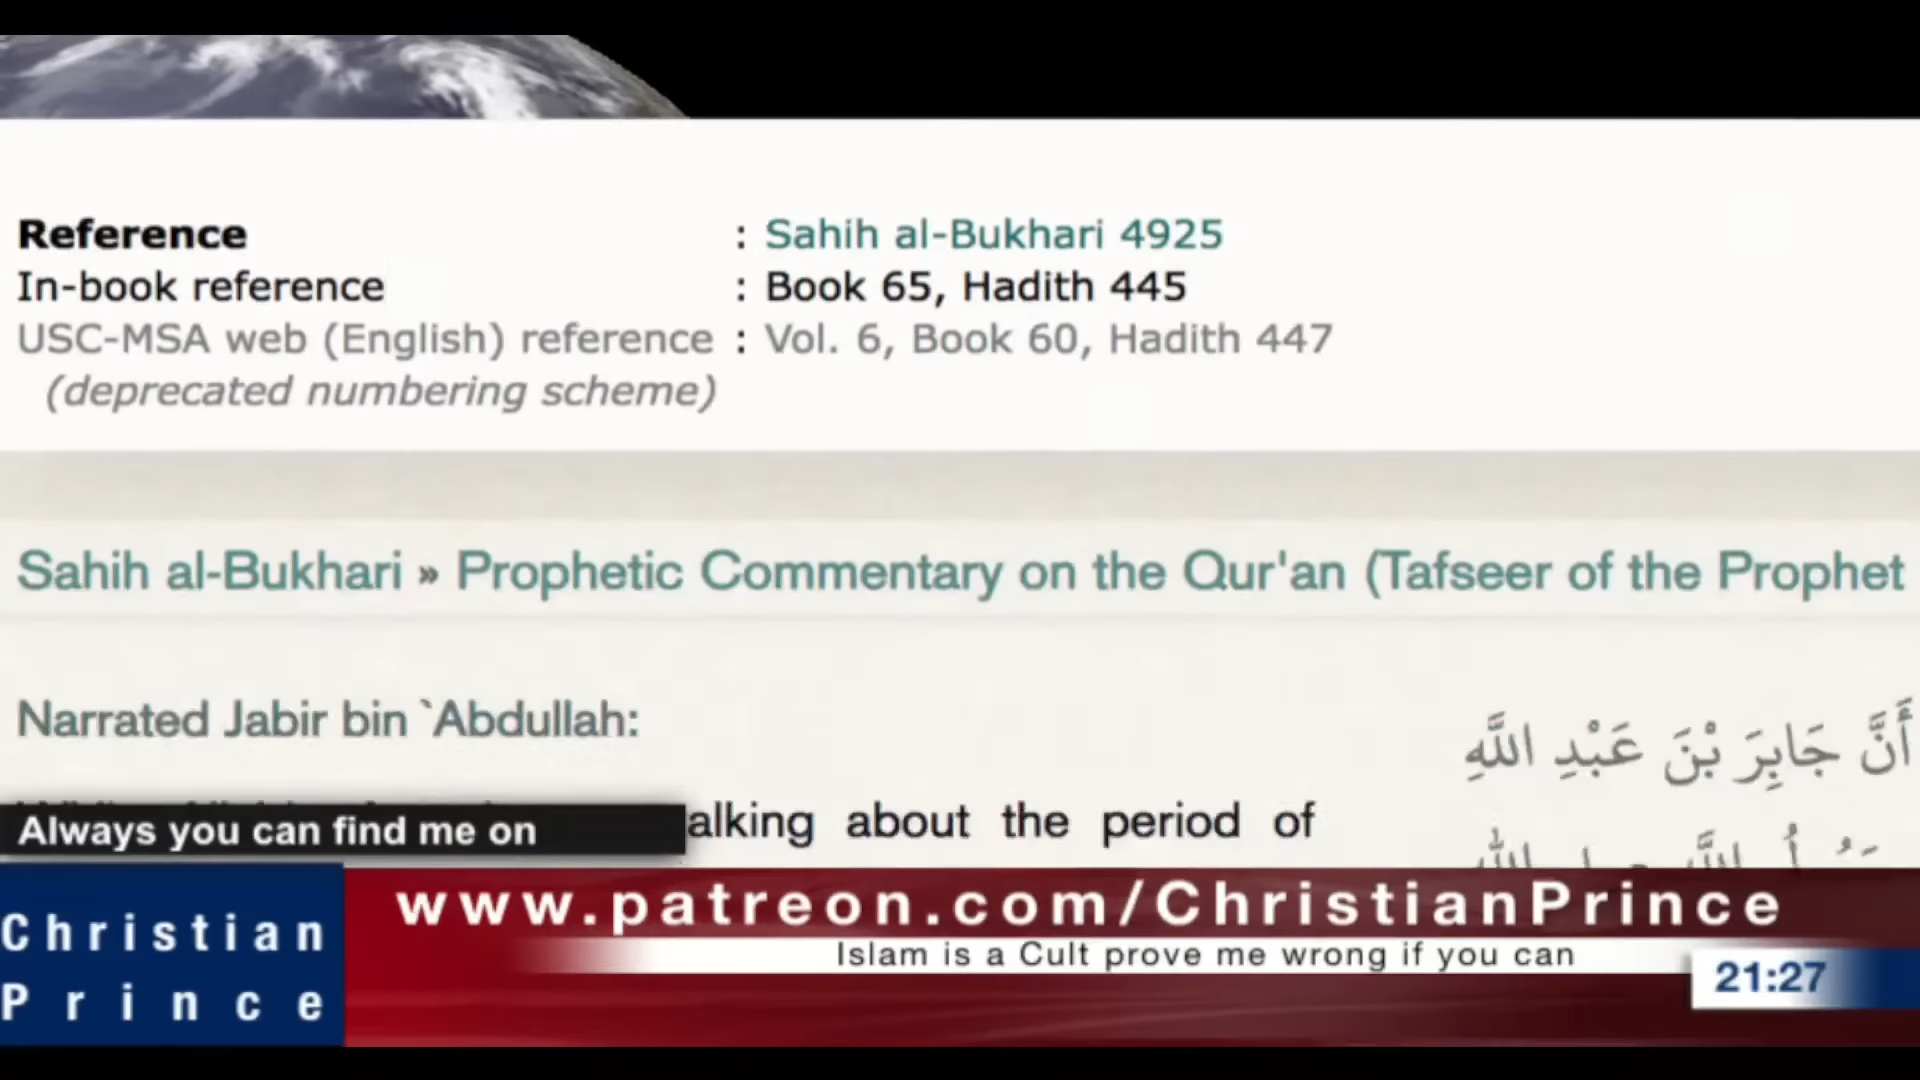 Reference : Sahih al-Bukhari 4925
In-book reference : Book 65, Hadith 445
USC-MSA web (English) reference : Vol. 6, Book 60, Hadith 447
(deprecated numbering scheme)
Sahih al-Bukhari » Prophetic Commentary on the Qur'an (Tafseer of the Prophet
Narrated Jabir bin `Abdullah:
أَنَّ جَابِرَ بْنَ عَبْدِ اللَّهِ
alking about the period of
Always you can find me on
www.patreon.com/ChristianPrince
Islam is a Cult prove me wrong if you can
Christian
Prince
21:27